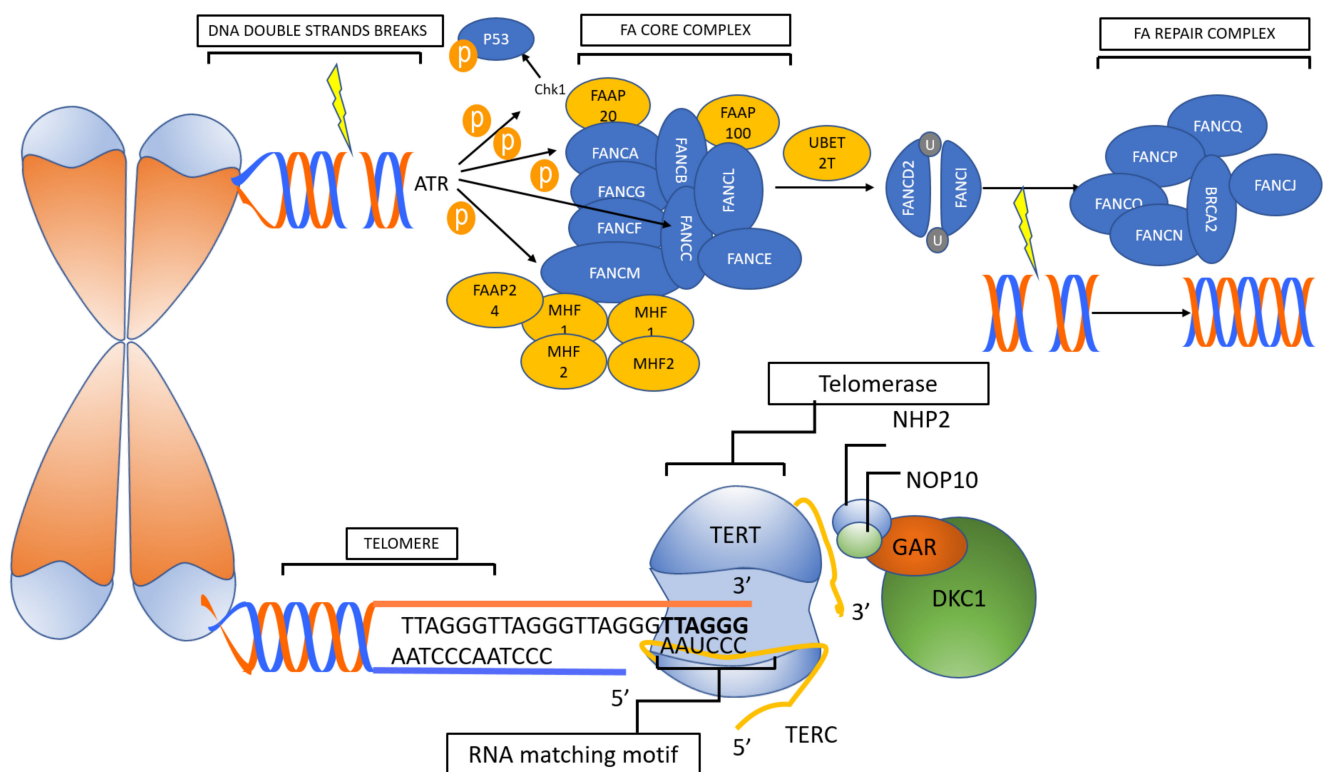 DNA DOUBLE STRANDS BREAKS
FA CORE COMPLEX
FA REPAIR COMPLEX
P53
p
Chk1
FAAP
20
FAAP
100
UBET
2T
p
p
p
p
ATR
FANCA
FANCB
FANCG
FANCL
FANCF
FANCC
FANCM
FANCE
FAAP2
4
MHF
1
MHF
1
MHF
2
MHF2
U
FANCD2
FANCI
U
FANCQ
FANCP
FANCJ
FANCO
BRCA2
FANCN
Telomerase
NHP2
NOP10
TERT
GAR
DKC1
TELOMERE
3’
3’
TTAGGGTTAGGGTTAGGGTTAGGG
AATCCCAATCCC
AAUCCC
5’
5’
TERC
RNA matching motif